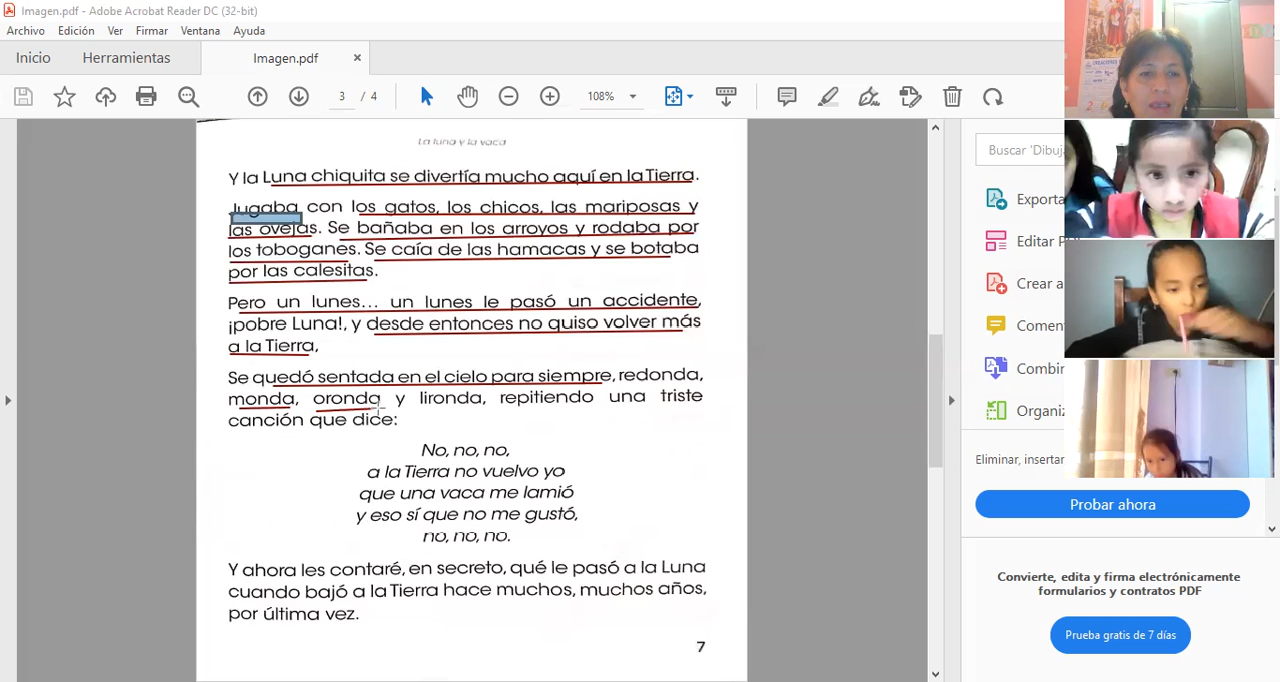 Imagen.pdf - Adobe Acrobat Reader DC (32-bit)
Archivo Edición Ver Firmar Ventana Ayuda
Inicio Herramientas Imagen.pdf ×
3 / 4 108%
La luna y la vaca
Y la Luna chiquita se divertía mucho aquí en la Tierra.
Jugaba con los gatos, los chicos, las mariposas y
las ovejas. Se bañaba en los arroyos y rodaba por
los toboganes. Se caía de las hamacas y se botaba
por las calesitas.
Pero un lunes... un lunes le pasó un accidente,
¡pobre Luna!, y desde entonces no quiso volver más
a la Tierra,
Se quedó sentada en el cielo para siempre, redonda,
monda, oronda y lironda, repitiendo una triste
canción que dice:
No, no, no,
a la Tierra no vuelvo yo
que una vaca me lamió
y eso sí que no me gustó,
no, no, no.
Y ahora les contaré, en secreto, qué le pasó a la Luna
cuando bajó a la Tierra hace muchos, muchos años,
por última vez.
7
Buscar 'Dibuj
Exporta
Editar PD
Crear a
Comen
Combin
Organiz
Eliminar, insertar
Probar ahora
Convierte, edita y firma electrónicamente
formularios y contratos PDF
Prueba gratis de 7 días